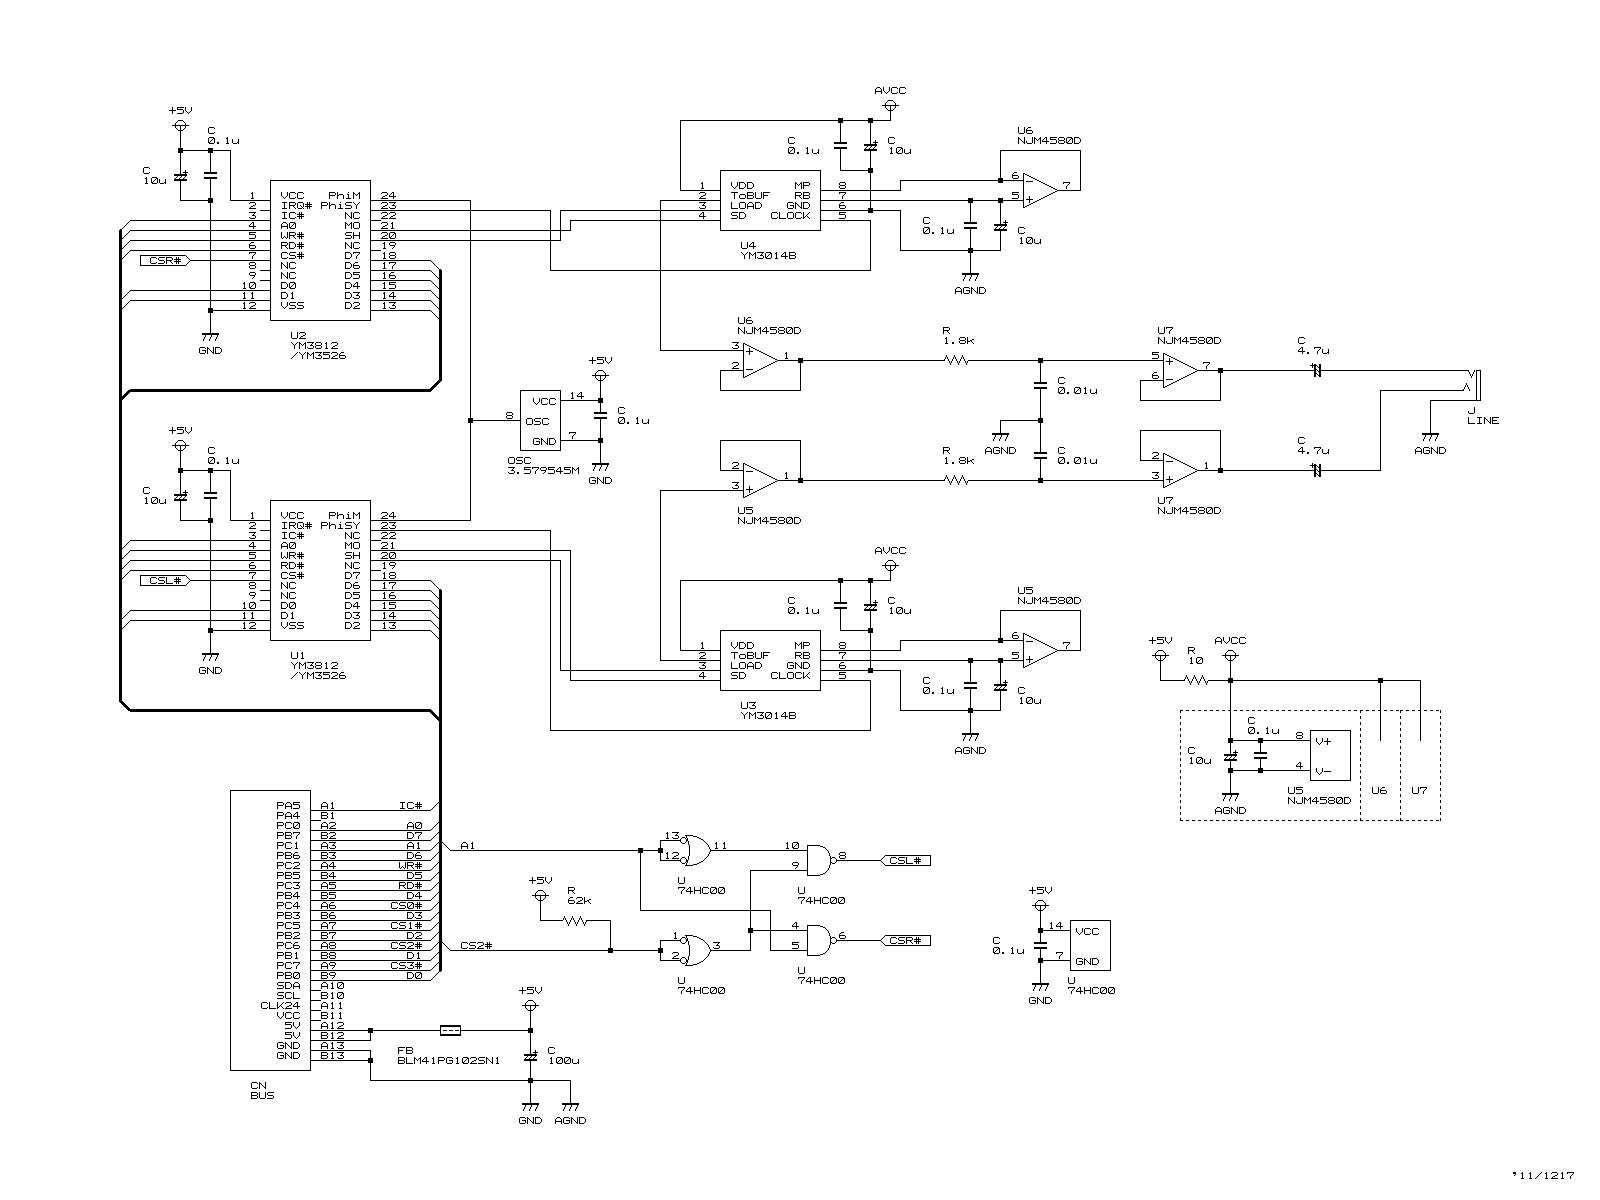 +5V
C
0.1u
C
10u
1 VCC PhiM 24
2 IRQ# PhiSY 23
3 IC# NC 22
4 A0 MO 21
5 WR# SH 20
6 RD# NC 19
CSR# 7 CS# D7 18
8 NC D6 17
9 NC D5 16
10 D0 D4 15
11 D1 D3 14
12 VSS D2 13
U2
YM3812
/YM3526
GND
AVCC
C
0.1u
C
10u
1 VDD MP 8
2 ToBUF RB 7
3 LOAD GND 6
4 SD CLOCK 5
U4
YM3014B
U6
NJM4580D
6
5
7
C
0.1u
C
10u
AGND
U6
NJM4580D
3
2
1
R
1.8k
C
0.01u
AGND
U7
NJM4580D
5
6
7
C
4.7u
J
LINE
AGND
+5V
VCC 14
8 OSC
GND 7
C
0.1u
OSC
3.579545M
GND
2
3
1
U5
NJM4580D
R
1.8k
C
0.01u
2
3
1
U7
NJM4580D
C
4.7u
+5V
C
0.1u
C
10u
1 VCC PhiM 24
2 IRQ# PhiSY 23
3 IC# NC 22
4 A0 MO 21
5 WR# SH 20
6 RD# NC 19
CSL# 7 CS# D7 18
8 NC D6 17
9 NC D5 16
10 D0 D4 15
11 D1 D3 14
12 VSS D2 13
U1
YM3812
/YM3526
GND
AVCC
C
0.1u
C
10u
1 VDD MP 8
2 ToBUF RB 7
3 LOAD GND 6
4 SD CLOCK 5
U3
YM3014B
U5
NJM4580D
6
5
7
C
0.1u
C
10u
AGND
+5V
R
10
AVCC
C
0.1u
C
10u
8 V+
4 V-
U5
NJM4580D
U6
U7
AGND
PA5 A1 IC#
PA4 B1
PC0 A2 A0
PB7 B2 D7
PC1 A3 A1
PB6 B3 D6
PC2 A4 WR#
PB5 B4 D5
PC3 A5 RD#
PB4 B5 D4
PC4 A6 CS0#
PB3 B6 D3
PC5 A7 CS1#
PB2 B7 D2
PC6 A8 CS2#
PB1 B8 D1
PC7 A9 CS3#
PB0 B9 D0
SDA A10
SCL B10
CLK24 A11
VCC B11
5V A12
5V B12
GND A13
GND B13
CN
BUS
A1
CS2#
+5V
R
62k
13
12
11
U
74HC00
1
2
3
U
74HC00
10
9
8
CSL#
U
74HC00
4
5
6
CSR#
U
74HC00
+5V
14 VCC
C
0.1u
7 GND
U
74HC00
GND
+5V
FB
BLM41PG102SN1
C
100u
GND
AGND
'11/1217